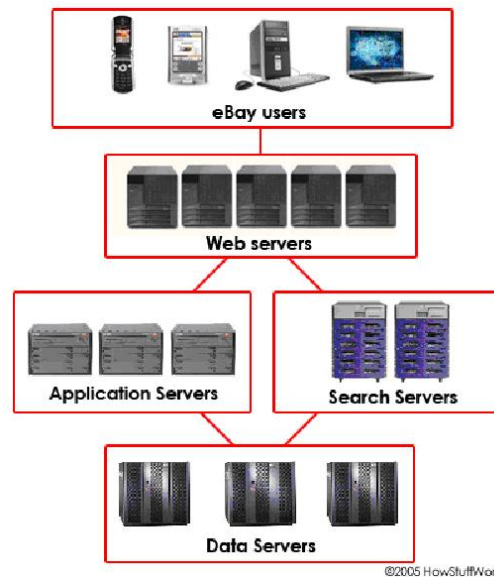 eBay users
Web servers
Application Servers
Search Servers
Data Servers
©2005 HowStuffWor